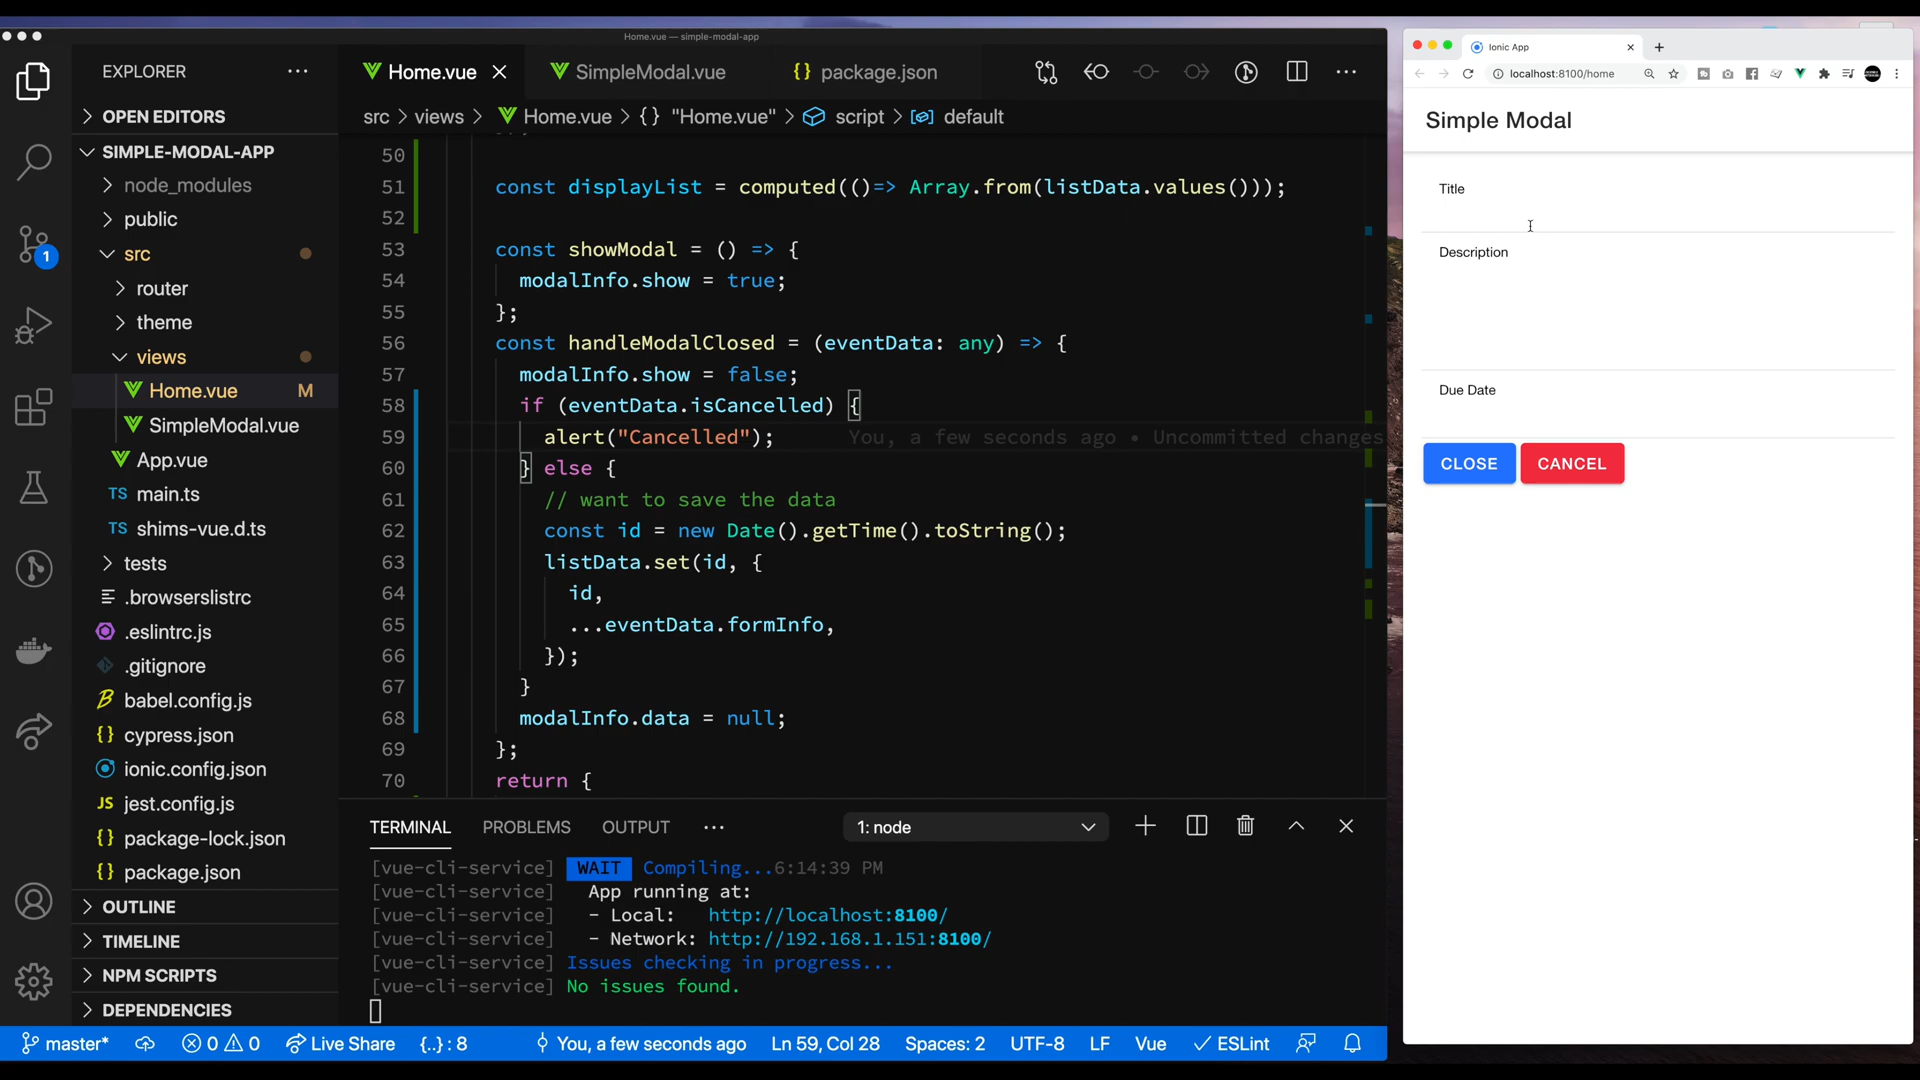 Home.vue — simple-modal-app
EXPLORER
OPEN EDITORS
SIMPLE-MODAL-APP
node_modules
public
src
router
theme
views
Home.vue M
SimpleModal.vue
App.vue
TS main.ts
TS shims-vue.d.ts
tests
.browserslistrc
.eslintrc.js
.gitignore
babel.config.js
{} cypress.json
ionic.config.json
JS jest.config.js
{} package-lock.json
{} package.json
OUTLINE
TIMELINE
NPM SCRIPTS
DEPENDENCIES
1
Home.vue
SimpleModal.vue
{} package.json
src > views > Home.vue > {} "Home.vue" > script > default
50
51 const displayList = computed(()=> Array.from(listData.values()));
52
53 const showModal = () => {
54 modalInfo.show = true;
55 };
56 const handleModalClosed = (eventData: any) => {
57 modalInfo.show = false;
58 if (eventData.isCancelled) {
59 alert("Cancelled"); You, a few seconds ago • Uncommitted changes
60 } else {
61 // want to save the data
62 const id = new Date().getTime().toString();
63 listData.set(id, {
64 id,
65 ...eventData.formInfo,
66 });
67 }
68 modalInfo.data = null;
69 };
70 return {
TERMINAL PROBLEMS OUTPUT 1: node
[vue-cli-service] WAIT Compiling...6:14:39 PM
[vue-cli-service] App running at:
[vue-cli-service] - Local: http://localhost:8100/
[vue-cli-service] - Network: http://192.168.1.151:8100/
[vue-cli-service] Issues checking in progress...
[vue-cli-service] No issues found.
master* 0 0 Live Share {..} : 8 You, a few seconds ago Ln 59, Col 28 Spaces: 2 UTF-8 LF Vue ESLint
Ionic App
localhost:8100/home
Simple Modal
Title
Description
Due Date
CLOSE CANCEL